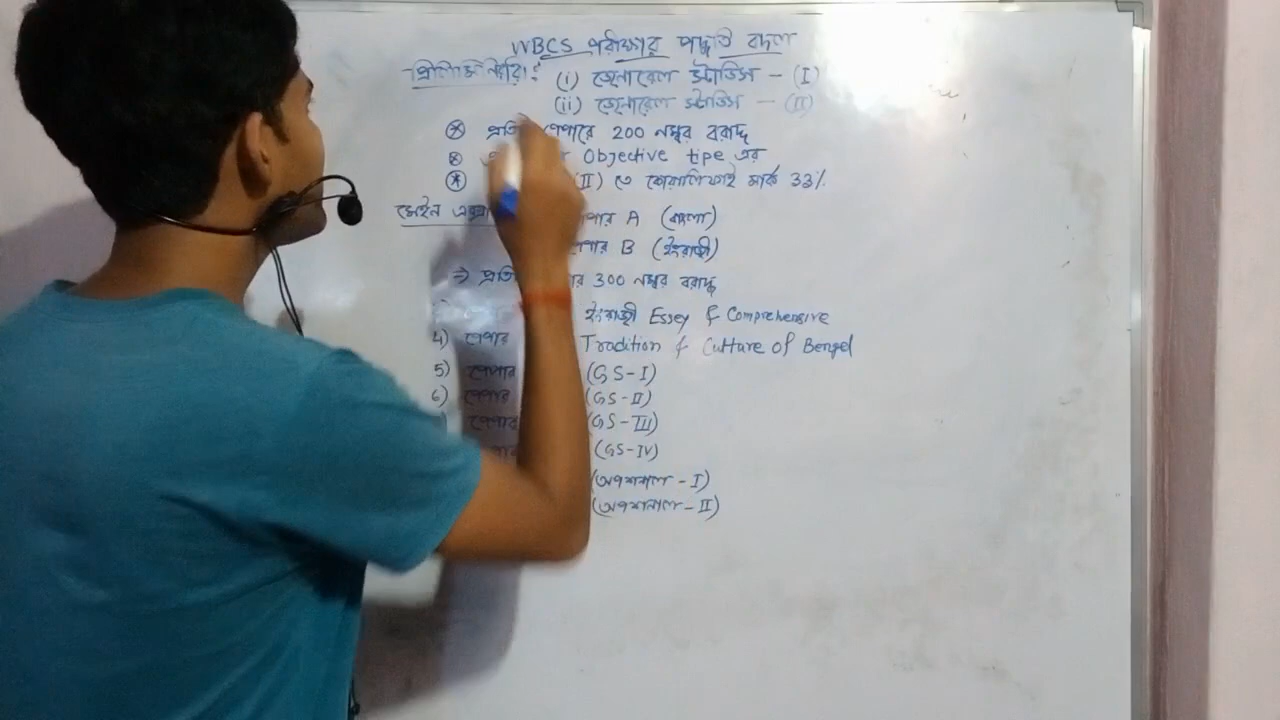 WBCS পরীক্ষার পদ্ধতি বদল
প্রিলিমিনারি:
(i) জেনারেল স্টাডিস - (I)
(ii) জেনারেল স্টাডিস - (II)
পেপারে 200 নম্বর বরাদ্দ
Objective tipe এর
(II) তে কোয়ালিফাই মার্ক 33%
মেইন
পেপার A (বাংলা)
পেপার B (ইংরাজী)
⇒ 300 নম্বর বরাদ্দ
ইংরাজী Essey & Comprehensive
4) পেপার Tradition & Culture of Bengel
5) পেপার (GS-I)
6) পেপার (GS-II)
পেপার (GS-III)
(GS-IV)
(অপশনাল - I)
(অপশনাল - II)